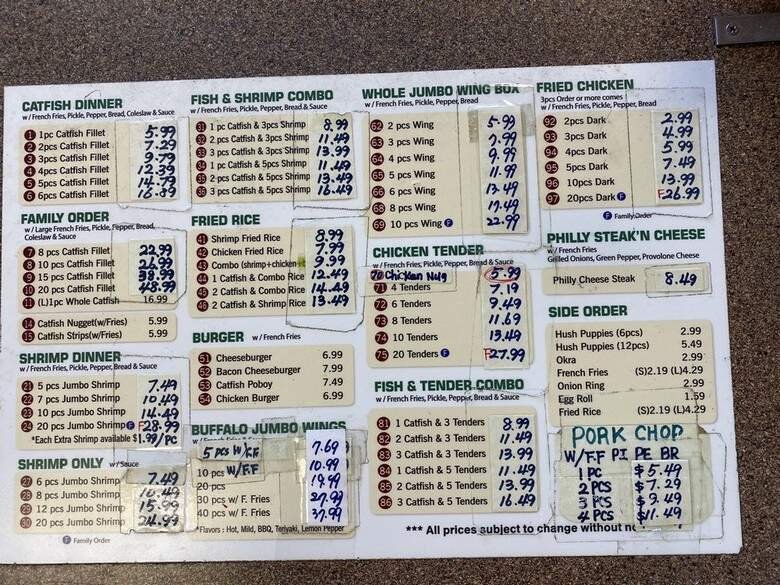 CATFISH DINNER
w/ French Fries, Pickle, Pepper, Bread, Coleslaw & Sauce
1 1pc Catfish Fillet 5.99
2 2pcs Catfish Fillet 7.29
3 3pcs Catfish Fillet 9.79
4 4pcs Catfish Fillet 12.39
5 5pcs Catfish Fillet 14.79
6 6pcs Catfish Fillet 16.89
FAMILY ORDER
w/ Large French Fries, Pickle, Pepper, Bread,
Coleslaw & Sauce
7 8 pcs Catfish Fillet 22.99
8 10 pcs Catfish Fillet 26.99
9 15 pcs Catfish Fillet 38.99
10 20 pcs Catfish Fillet 48.99
11 (L)1pc Whole Catfish 16.99
14 Catfish Nugget(w/Fries) 5.99
15 Catfish Strips(w/Fries) 5.99
SHRIMP DINNER
w/ French Fries, Pickle, Pepper, Bread & Sauce
21 5 pcs Jumbo Shrimp 7.49
22 7 pcs Jumbo Shrimp 10.49
23 10 pcs Jumbo Shrimp 14.49
24 20 pcs Jumbo Shrimp F F28.99
*Each Extra Shrimp available $1.99/PC
SHRIMP ONLY w/ Sauce
27 6 pcs Jumbo Shrimp 7.49
28 8 pcs Jumbo Shrimp 10.49
29 12 pcs Jumbo Shrimp 15.99
30 20 pcs Jumbo Shrimp 24.99
F Family Order
FISH & SHRIMP COMBO
w/ French Fries, Pickle, Pepper, Bread & Sauce
31 1 pc Catfish & 3pcs Shrimp 8.99
32 2 pcs Catfish & 3pcs Shrimp 11.49
33 3 pcs Catfish & 3pcs Shrimp 13.99
34 1 pc Catfish & 5pcs Shrimp 11.49
35 2 pcs Catfish & 5pcs Shrimp 13.49
36 3 pcs Catfish & 5pcs Shrimp 16.49
FRIED RICE
41 Shrimp Fried Rice 8.99
42 Chicken Fried Rice 7.99
43 Combo (shrimp+chicken) 9.99
44 1 Catfish & Combo Rice 12.49
45 2 Catfish & Combo Rice 14.49
46 2 Catfish & Shrimp Rice 13.49
BURGER w/ French Fries
51 Cheeseburger 6.99
52 Bacon Cheeseburger 7.99
53 Catfish Poboy 7.49
54 Chicken Burger 6.99
BUFFALO JUMBO WINGS
5 PCS W/FF 7.69
10 pcs W/F.F 10.99
20 pcs 19.99
30 pcs w/ F. Fries 27.99
40 pcs w/ F. Fries 37.99
*Flavors : Hot, Mild, BBQ, Teriyaki, Lemon Pepper
WHOLE JUMBO WING BOX
w/ French Fries, Pickle, Pepper, Bread
62 2 pcs Wing 5.99
63 3 pcs Wing 7.99
64 4 pcs Wing 9.99
65 5 pcs Wing 11.99
66 6 pcs Wing 13.49
68 8 pcs Wing 17.49
69 10 pcs Wing F 22.99
CHICKEN TENDER
w/ French Fries, Pickle, Pepper, Bread & Sauce
70 Chicken Nug 5.99
71 4 Tenders 7.19
72 6 Tenders 9.49
73 8 Tenders 11.69
74 10 Tenders 13.49
75 20 Tenders F F27.99
FISH & TENDER COMBO
w/ French Fries, Pickle, Pepper, Bread & Sauce
81 1 Catfish & 3 Tenders 8.99
82 2 Catfish & 3 Tenders 11.49
83 3 Catfish & 3 Tenders 13.99
84 1 Catfish & 5 Tenders 11.49
85 2 Catfish & 5 Tenders 13.99
86 3 Catfish & 5 Tenders 16.49
*** All prices subject to change without
FRIED CHICKEN
3pcs Order or more comes
w/ French Fries, Pickle, Pepper, Bread
92 2pcs Dark 2.99
93 3pcs Dark 4.99
94 4pcs Dark 5.99
95 5pcs Dark 7.49
96 10pcs Dark 13.99
97 20pcs Dark F F26.99
F Family Order
PHILLY STEAK'N CHEESE
w/ French Fries
Grilled Onions, Green Pepper, Provolone Cheese
Philly Cheese Steak 8.49
SIDE ORDER
Hush Puppies (6pcs) 2.99
Hush Puppies (12pcs) 5.49
Okra 2.99
French Fries (S)2.19 (L)4.29
Onion Ring 2.99
Egg Roll 1.59
Fried Rice (S)2.19 (L)4.29
PORK CHOP
W/FF PI PE BR
1 PC $5.49
2 PCS $7.29
3 PCS $9.49
4 PCS $11.49